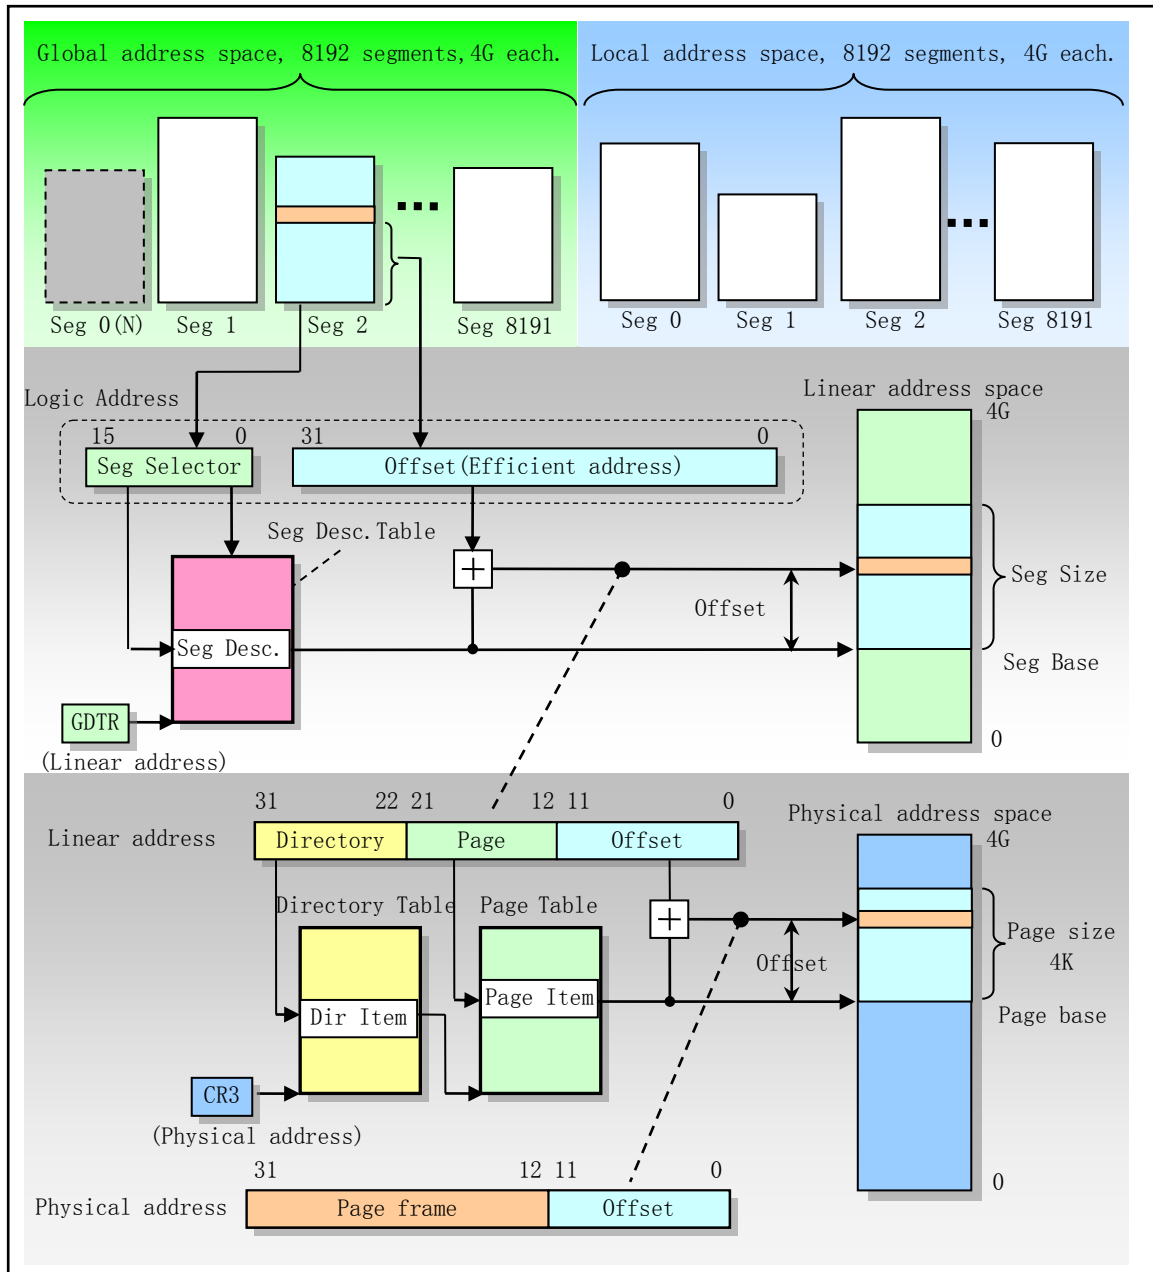 Global address space, 8192 segments, 4G each.
Local address space, 8192 segments, 4G each.
Seg 0(N)
Seg 1
Seg 2
Seg 8191
Seg 0
Seg 1
Seg 2
Seg 8191
Logic Address
Linear address space
4G
15 0
31 0
Seg Selector
Offset(Efficient address)
Seg Desc.Table
Seg Size
Offset
Seg Desc.
Seg Base
GDTR
0
(Linear address)
31 22 21 12 11 0
Physical address space
Linear address
Directory
Page
Offset
4G
Directory Table
Page Table
Page size
4K
Offset
Page Item
Dir Item
Page base
CR3
(Physical address)
31 12 11 0
0
Physical address
Page frame
Offset